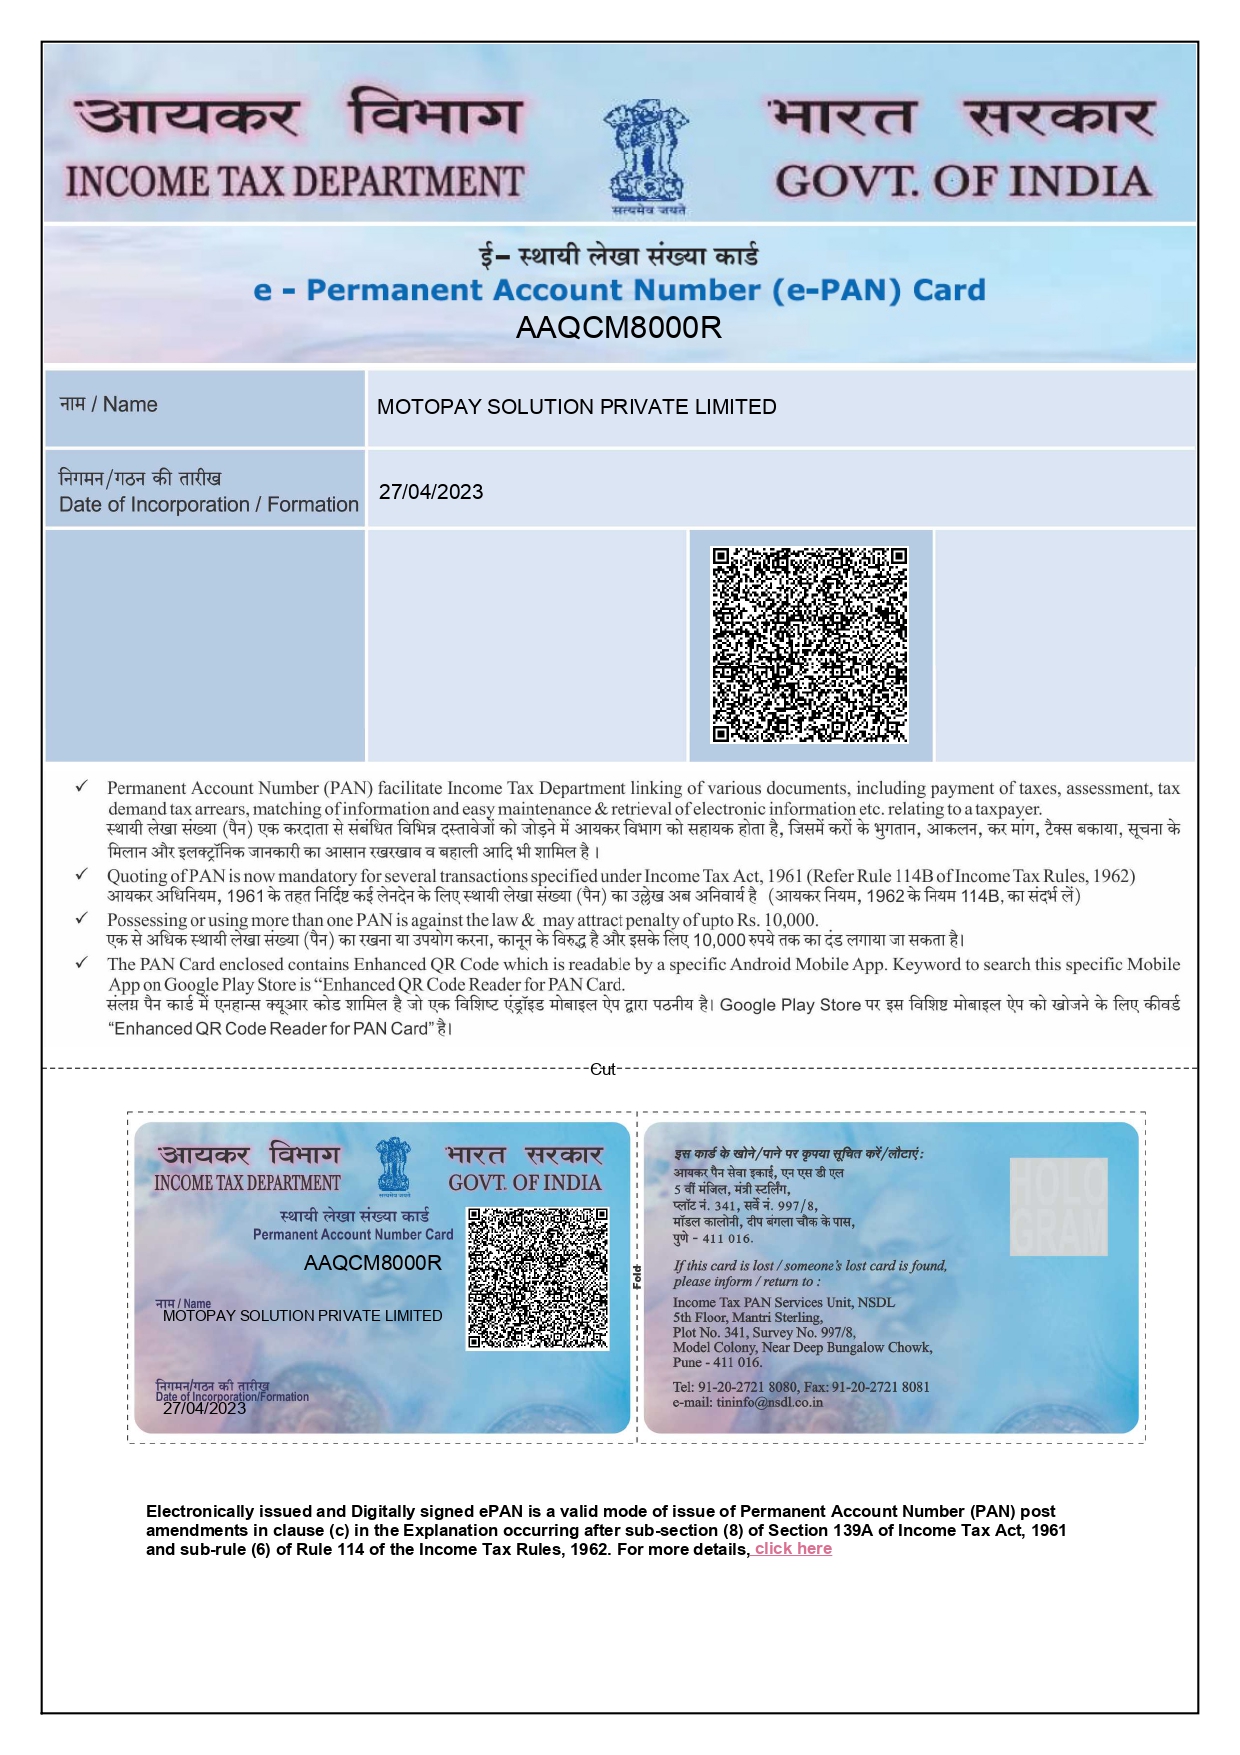 आयकर विभाग
INCOME TAX DEPARTMENT
सत्यमेव जयते
भारत सरकार
GOVT. OF INDIA
ई– स्थायी लेखा संख्या कार्ड
e - Permanent Account Number (e-PAN) Card
AAQCM8000R
नाम / Name
MOTOPAY SOLUTION PRIVATE LIMITED
निगमन/गठन की तारीख
Date of Incorporation / Formation
27/04/2023
✓ Permanent Account Number (PAN) facilitate Income Tax Department linking of various documents, including payment of taxes, assessment, tax
demand tax arrears, matching of information and easy maintenance & retrieval of electronic information etc. relating to a taxpayer.
स्थायी लेखा संख्या (पैन) एक करदाता से संबंधित विभिन्न दस्तावेजों को जोड़ने में आयकर विभाग को सहायक होता है, जिसमें करों के भुगतान, आकलन, कर मांग, टैक्स बकाया, सूचना के
मिलान और इलक्ट्रॉनिक जानकारी का आसान रखरखाव व बहाली आदि भी शामिल है ।
✓ Quoting of PAN is now mandatory for several transactions specified under Income Tax Act, 1961 (Refer Rule 114B of Income Tax Rules, 1962)
आयकर अधिनियम, 1961 के तहत निर्दिष्ट कई लेनदेन के लिए स्थायी लेखा संख्या (पैन) का उल्लेख अब अनिवार्य है (आयकर नियम, 1962 के नियम 114B, का संदर्भ लें)
✓ Possessing or using more than one PAN is against the law & may attract penalty of upto Rs. 10,000.
एक से अधिक स्थायी लेखा संख्या (पैन) का रखना या उपयोग करना, कानून के विरुद्ध है और इसके लिए 10,000 रुपये तक का दंड लगाया जा सकता है।
✓ The PAN Card enclosed contains Enhanced QR Code which is readable by a specific Android Mobile App. Keyword to search this specific Mobile
App on Google Play Store is “Enhanced QR Code Reader for PAN Card.
संलग्न पैन कार्ड में एनहान्स क्यूआर कोड शामिल है जो एक विशिष्ट एंड्रॉइड मोबाइल ऐप द्वारा पठनीय है। Google Play Store पर इस विशिष्ट मोबाइल ऐप को खोजने के लिए कीवर्ड
“Enhanced QR Code Reader for PAN Card” है।
Cut
आयकर विभाग
INCOME TAX DEPARTMENT
सत्यमेव जयते
भारत सरकार
GOVT. OF INDIA
स्थायी लेखा संख्या कार्ड
Permanent Account Number Card
AAQCM8000R
नाम / Name
MOTOPAY SOLUTION PRIVATE LIMITED
निगमन/गठन की तारीख
Date of Incorporation/Formation
27/04/2023
Fold
इस कार्ड के खोने/पाने पर कृपया सूचित करें/लौटाएं :
आयकर पैन सेवा इकाई, एन एस डी एल
5 वीं मंजिल, मंत्री स्टर्लिंग,
प्लॉट नं. 341, सर्वे नं. 997/8,
मॉडल कालोनी, दीप बंगला चौक के पास,
पुणे – 411 016.
If this card is lost / someone's lost card is found,
please inform / return to :
Income Tax PAN Services Unit, NSDL
5th Floor, Mantri Sterling,
Plot No. 341, Survey No. 997/8,
Model Colony, Near Deep Bungalow Chowk,
Pune - 411 016.
Tel: 91-20-2721 8080, Fax: 91-20-2721 8081
e-mail: tininfo@nsdl.co.in
HOLO
GRAM
Electronically issued and Digitally signed ePAN is a valid mode of issue of Permanent Account Number (PAN) post
amendments in clause (c) in the Explanation occurring after sub-section (8) of Section 139A of Income Tax Act, 1961
and sub-rule (6) of Rule 114 of the Income Tax Rules, 1962. For more details, click here